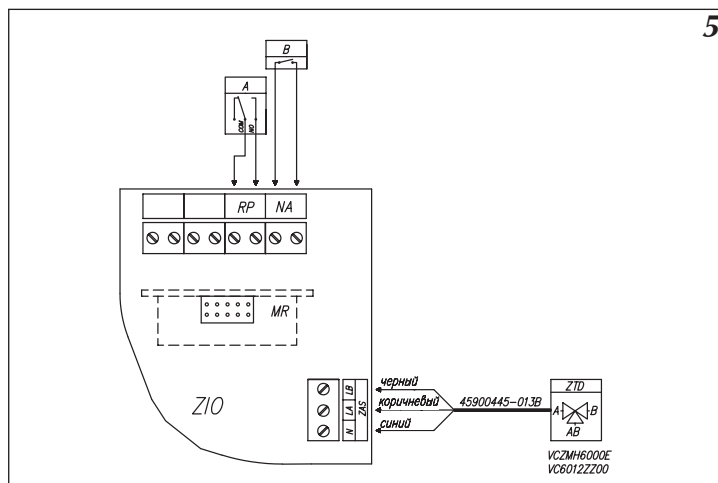 5
B
A
COM
NO
RP NA
MR
ZIO
LB
LA
N
ZAS
черный
коричневый
синий
45900445-013B
ZTD
A B
AB
VCZMH6000E
VC6012ZZ00